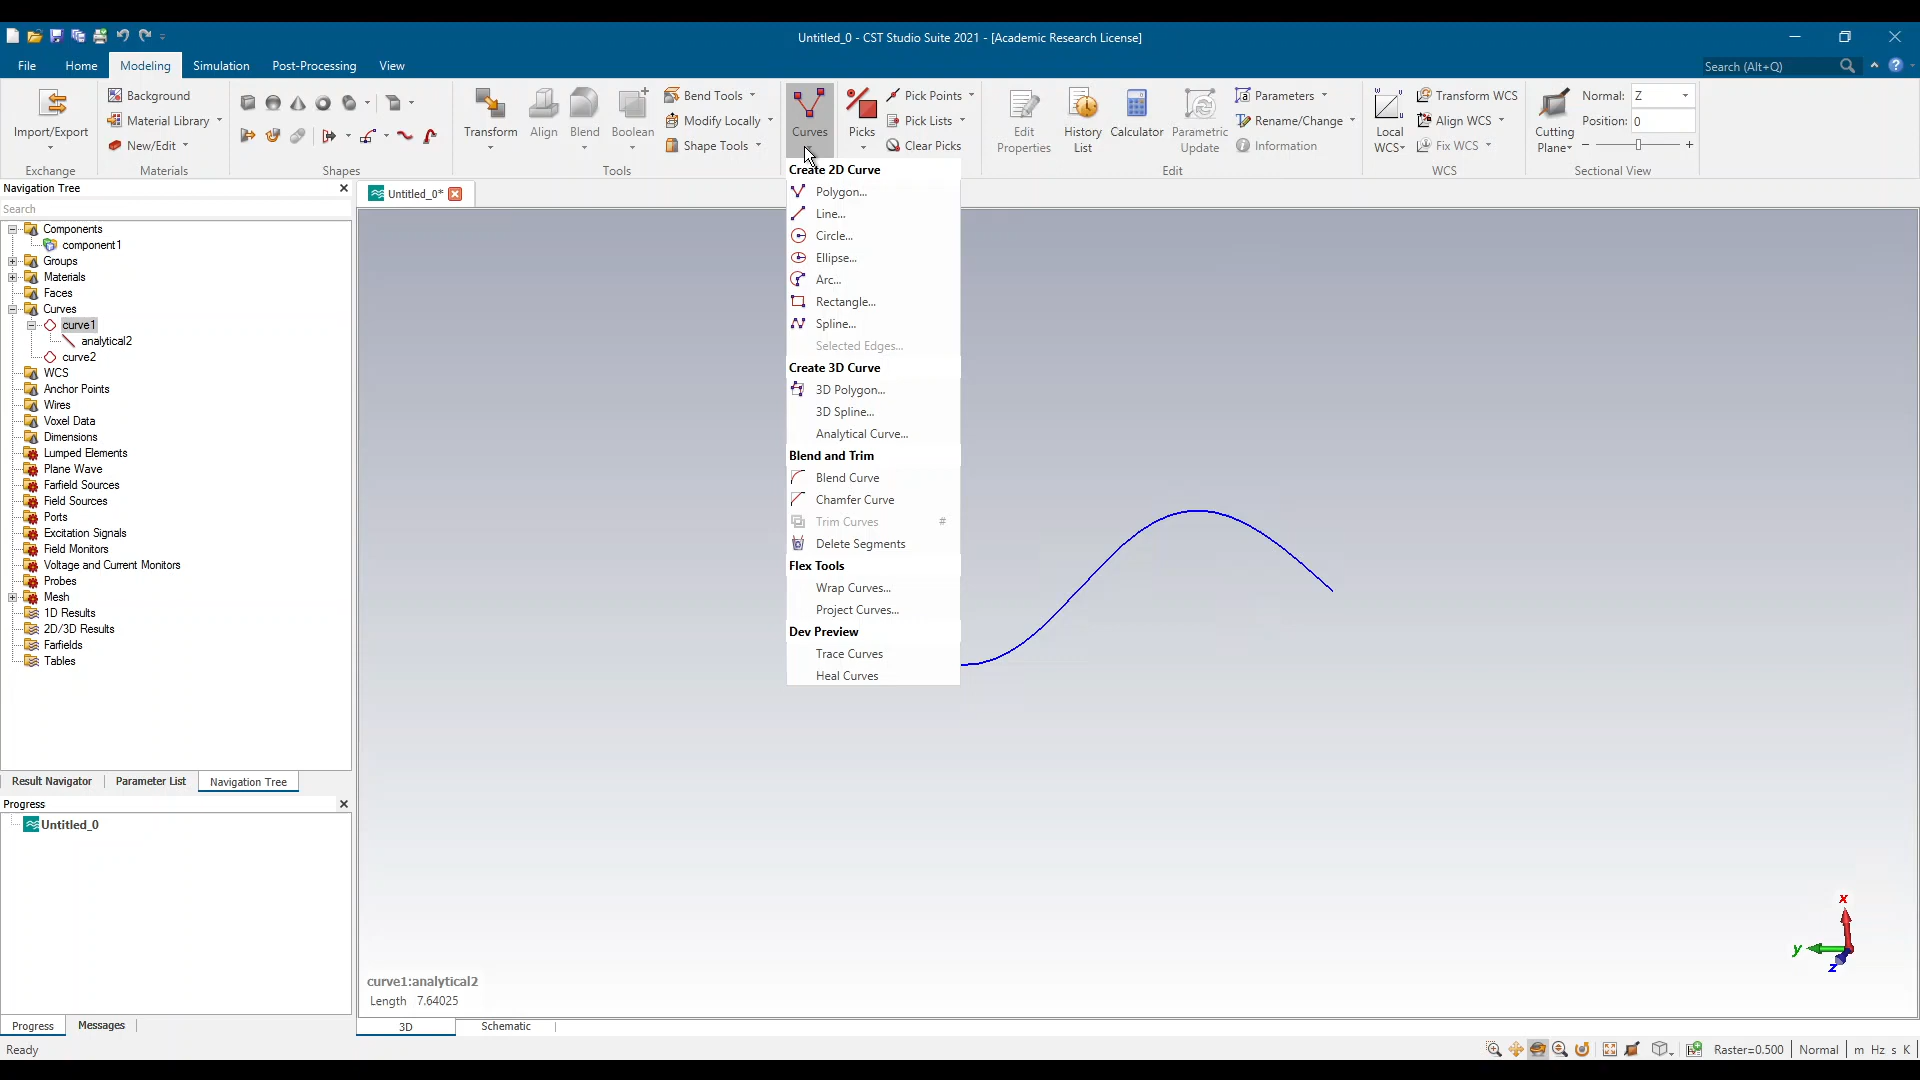 Untitled_0 - CST Studio Suite 2021 - [Academic Research License]
File Home Modeling Simulation Post-Processing View
Search (Alt+Q)
Import/Export
Exchange
Background
Material Library
New/Edit
Materials
Shapes
Transform
Align
Blend
Boolean
Bend Tools
Modify Locally
Shape Tools
Tools
Curves
Picks
Pick Points
Pick Lists
Clear Picks
Edit
Properties
History
List
Calculator
Parametric
Update
Parameters
Rename/Change
Information
Edit
Local
WCS
Transform WCS
Align WCS
Fix WCS
WCS
Cutting
Plane
Normal: Z
Position: 0
Sectional View
Navigation Tree
Search
Components
component1
Groups
Materials
Faces
Curves
curve1
analytical2
curve2
WCS
Anchor Points
Wires
Voxel Data
Dimensions
Lumped Elements
Plane Wave
Farfield Sources
Field Sources
Ports
Excitation Signals
Field Monitors
Voltage and Current Monitors
Probes
Mesh
1D Results
2D/3D Results
Farfields
Tables
Result Navigator Parameter List Navigation Tree
Progress
Untitled_0
Progress Messages
Ready
Untitled_0*
Create 2D Curve
Polygon...
Line...
Circle...
Ellipse...
Arc...
Rectangle...
Spline...
Selected Edges...
Create 3D Curve
3D Polygon...
3D Spline...
Analytical Curve...
Blend and Trim
Blend Curve
Chamfer Curve
Trim Curves #
Delete Segments
Flex Tools
Wrap Curves...
Project Curves...
Dev Preview
Trace Curves
Heal Curves
x
y
z
curve1:analytical2
Length 7.64025
3D Schematic
Raster=0.500 Normal m Hz s K